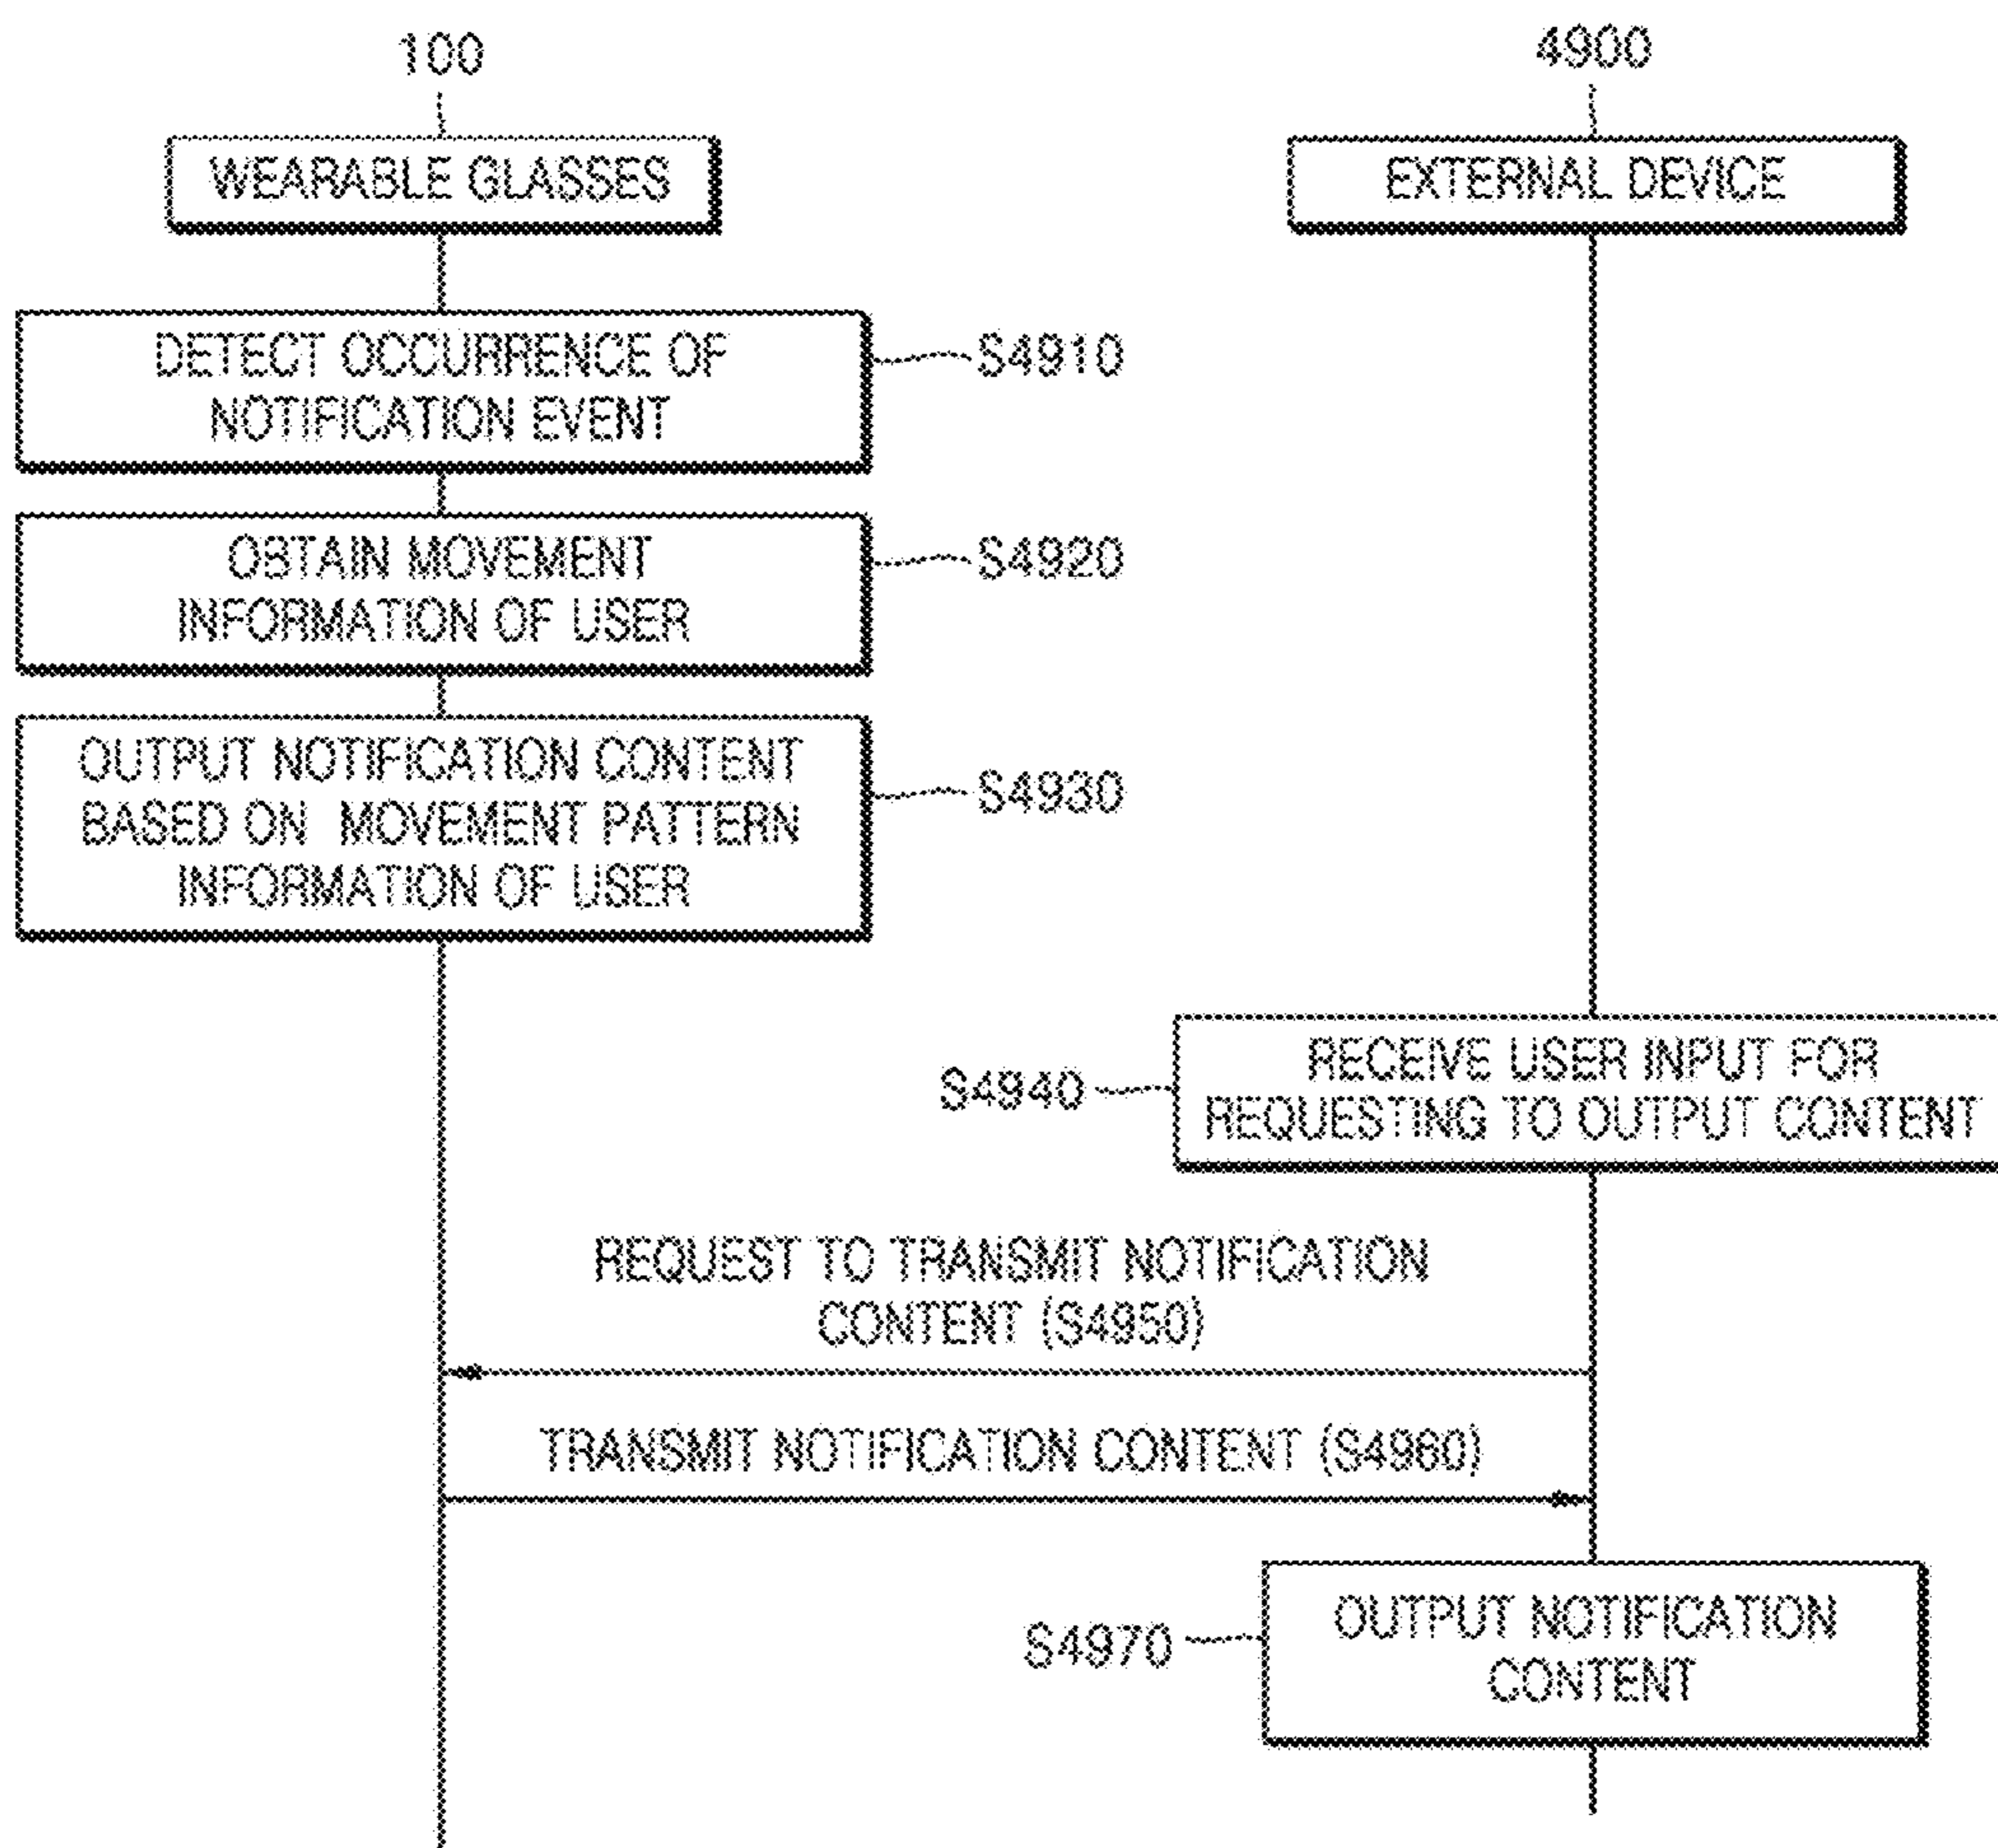 100
4900
WEARABLE GLASSES
EXTERNAL DEVICE
DETECT OCCURRENCE OF
NOTIFICATION EVENT
S4910
OBTAIN MOVEMENT
INFORMATION OF USER
S4920
OUTPUT NOTIFICATION CONTENT
BASED ON MOVEMENT PATTERN
INFORMATION OF USER
S4930
S4940
RECEIVE USER INPUT FOR
REQUESTING TO OUTPUT CONTENT
REQUEST TO TRANSMIT NOTIFICATION
CONTENT (S4950)
TRANSMIT NOTIFICATION CONTENT (S4960)
S4970
OUTPUT NOTIFICATION
CONTENT